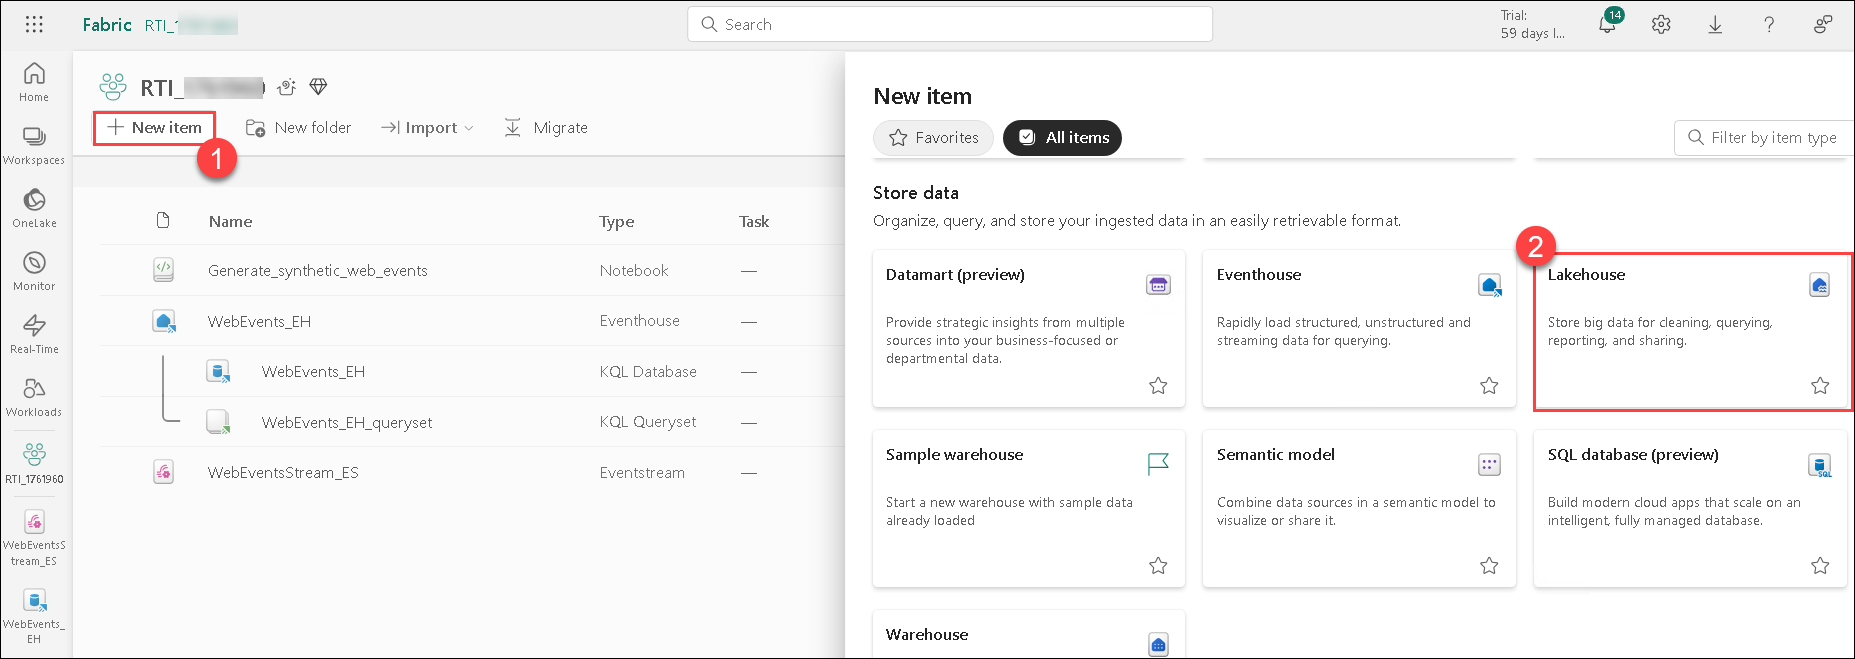 Fabric RTI_
Search
Trial:
59 days l...
14
?
Home
Workspaces
OneLake
Monitor
Real-Time
Workloads
RTI_1761960
WebEventsS
tream_ES
WebEvents_
EH
RTI_
New item
New folder
Import
Migrate
1
Name Type Task
Generate_synthetic_web_events Notebook —
WebEvents_EH Eventhouse —
WebEvents_EH KQL Database —
WebEvents_EH_queryset KQL Queryset —
WebEventsStream_ES Eventstream —
New item
Favorites
All items
Filter by item type
Store data
Organize, query, and store your ingested data in an easily retrievable format.
Datamart (preview)
Provide strategic insights from multiple
sources into your business-focused or
departmental data.
Eventhouse
Rapidly load structured, unstructured and
streaming data for querying.
2
Lakehouse
Store big data for cleaning, querying,
reporting, and sharing.
Sample warehouse
Start a new warehouse with sample data
already loaded
Semantic model
Combine data sources in a semantic model to
visualize or share it.
SQL database (preview)
SQL
Build modern cloud apps that scale on an
intelligent, fully managed database.
Warehouse